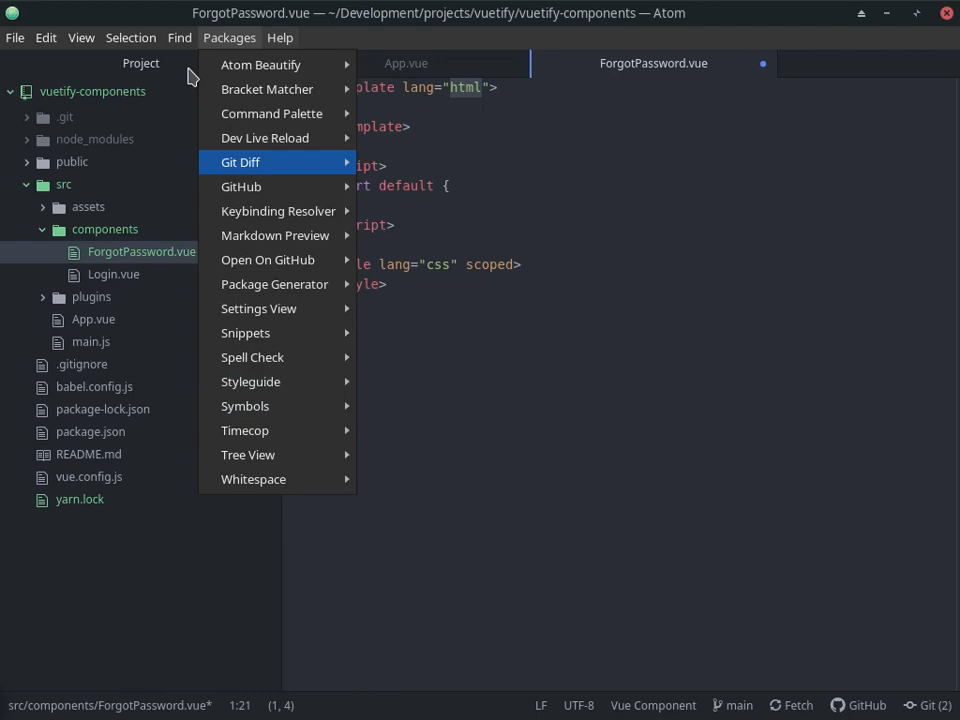 ForgotPassword.vue — ~/Development/projects/vuetify/vuetify-components — Atom
File Edit View Selection Find Packages Help
Project
App.vue
ForgotPassword.vue
vuetify-components
.git
node_modules
public
src
assets
components
ForgotPassword.vue
Login.vue
plugins
App.vue
main.js
.gitignore
babel.config.js
package-lock.json
package.json
README.md
vue.config.js
yarn.lock
Atom Beautify
Bracket Matcher
Command Palette
Dev Live Reload
Git Diff
GitHub
Keybinding Resolver
Markdown Preview
Open On GitHub
Package Generator
Settings View
Snippets
Spell Check
Styleguide
Symbols
Timecop
Tree View
Whitespace
plate lang="html">
mplate>
ipt>
rt default {
ript>
le lang="css" scoped>
yle>
src/components/ForgotPassword.vue* 1:21 (1, 4)
LF UTF-8 Vue Component main Fetch GitHub Git (2)